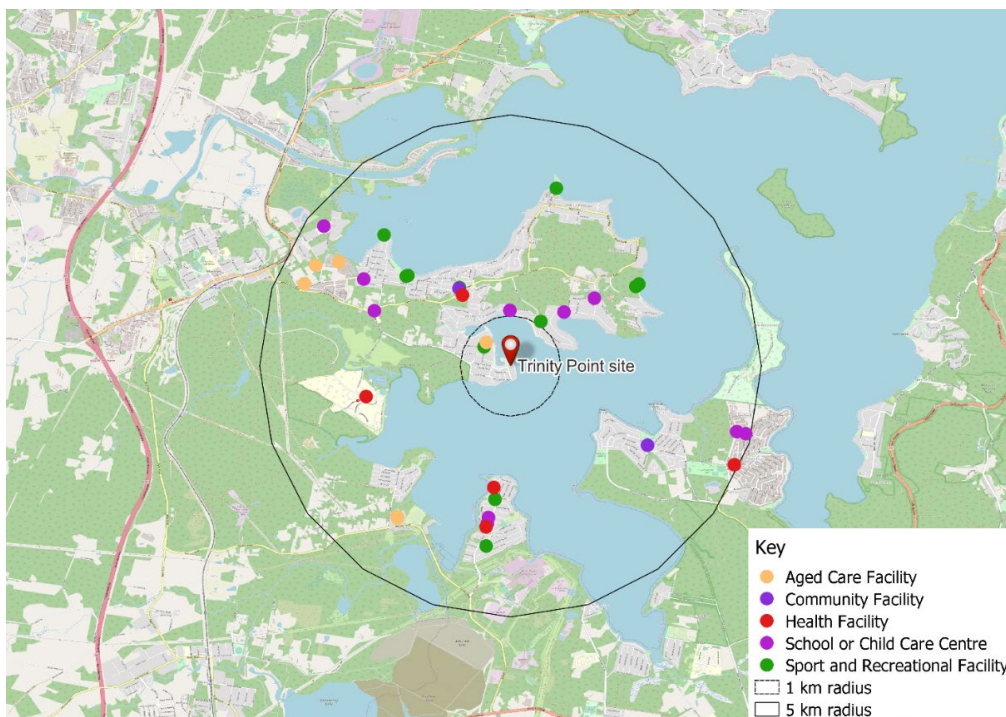 Trinity Point site
Key
Aged Care Facility
Community Facility
Health Facility
School or Child Care Centre
Sport and Recreational Facility
1 km radius
5 km radius